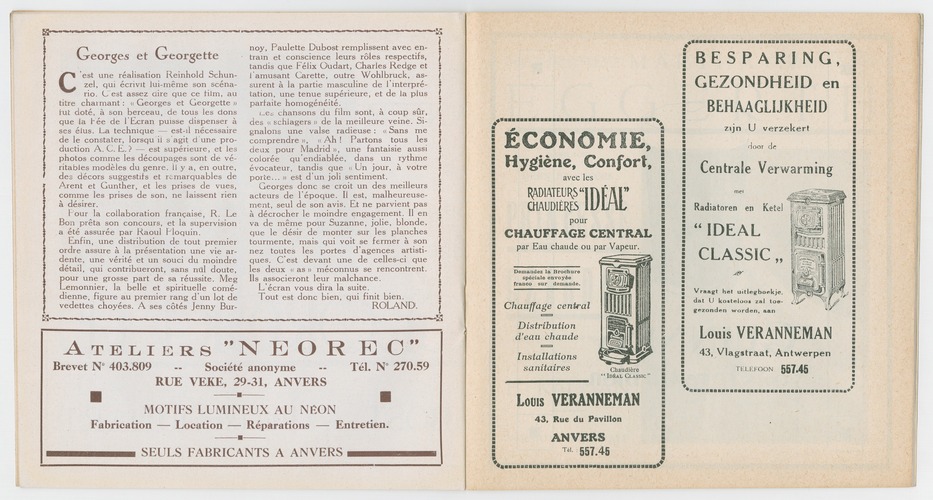 Georges et Georgette
C'est une réalisation Reinhold Schun-
zel, qui écrivit lui-même son scéna-
rio. C'est assez dire que ce film, au
titre charmant : « Georges et Georgette »
fut doté, à son berceau, de tous les dons
que la Fée de l'Ecran puisse dispenser à
ses élus. La technique — est-il nécessaire
de le constater, lorsqu'il s'agit d'une pro-
duction A. C. E. ? — est supérieure, et les
photos comme les découpages sont de vé-
ritables modèles du genre. Il y a, en outre,
des décors suggestifs et remarquables de
Arent et Gunther, et les prises de vues,
comme les prises de son, ne laissent rien
à désirer.
Pour la collaboration française, R. Le
Bon prêta son concours, et la supervision
a été assurée par Raoul Floquin.
Enfin, une distribution de tout premier
ordre assure à la présentation une vie ar-
dente, une vérité et un souci du moindre
détail, qui contribueront, sans nul doute,
pour une grosse part de sa réussite. Meg
Lemonnier, la belle et spirituelle comé-
dienne, figure au premier rang d'un lot de
vedettes choyées. A ses côtés Jenny Bur-
noy, Paulette Dubost remplissent avec en-
train et conscience leurs rôles respectifs,
tandis que Félix Oudart, Charles Redge et
l'amusant Carette, outre Wohlbruck, as-
surent à la partie masculine de l'interpré-
tation, une tenue supérieure, et de la plus
parfaite homogénéité.
Les chansons du film sont, à coup sûr,
des « schlagers » de la meilleure veine. Si-
gnalons une valse radieuse : « Sans me
comprendre », « Ah ! Partons tous les
deux pour Madrid », une fantaisie aussi
colorée qu'endiablée, dans un rythme
évocateur, tandis que « Un jour, à votre
porte... » est d'un joli sentiment.
Georges donc se croit un des meilleurs
acteurs de l'époque. Il est, malheureuse-
ment, seul de son avis. Et ne parvient pas
à décrocher le moindre engagement. Il en
va de même pour Suzanne, jolie, blonde,
que le désir de monter sur les planches
tourmente, mais qui voit se fermer à son
nez toutes les portes d'agences artisti-
ques. C'est devant une de celles-ci que
les deux « as » méconnus se rencontrent.
Ils associeront leur malchance.
L'écran vous dira la suite.
Tout est donc bien, qui finit bien.
ROLAND.
ATELIERS "NEOREC"
Brevet N° 403.809 -- Société anonyme -- Tél. N° 270.59
RUE VEKE, 29-31, ANVERS
MOTIFS LUMINEUX AU NÉON
Fabrication — Location — Réparations — Entretien.
SEULS FABRICANTS A ANVERS
ÉCONOMIE,
Hygiène, Confort,
avec les
RADIATEURS
CHAUDIÈRES "IDÉAL"
pour
CHAUFFAGE CENTRAL
par Eau chaude ou par Vapeur.
Demandez la Brochure
spéciale envoyée
franco sur demande.
Chauffage central
Distribution
d'eau chaude
Installations
sanitaires
Chaudière
"IDÉAL CLASSIC"
LOUIS VERANNEMAN
43, Rue du Pavillon
ANVERS
Tél. 557.45
BESPARING,
GEZONDHEID en
BEHAAGLIJKHEID
zijn U verzekert
door de
Centrale Verwarming
met
Radiatoren en Ketel
"IDEAL
CLASSIC„
Vraagt het uitlegboekje,
dat U kosteloos zal toe-
gezonden worden, aan
Louis VERANNEMAN
43, Vlagstraat, Antwerpen
TELEFOON 557.45